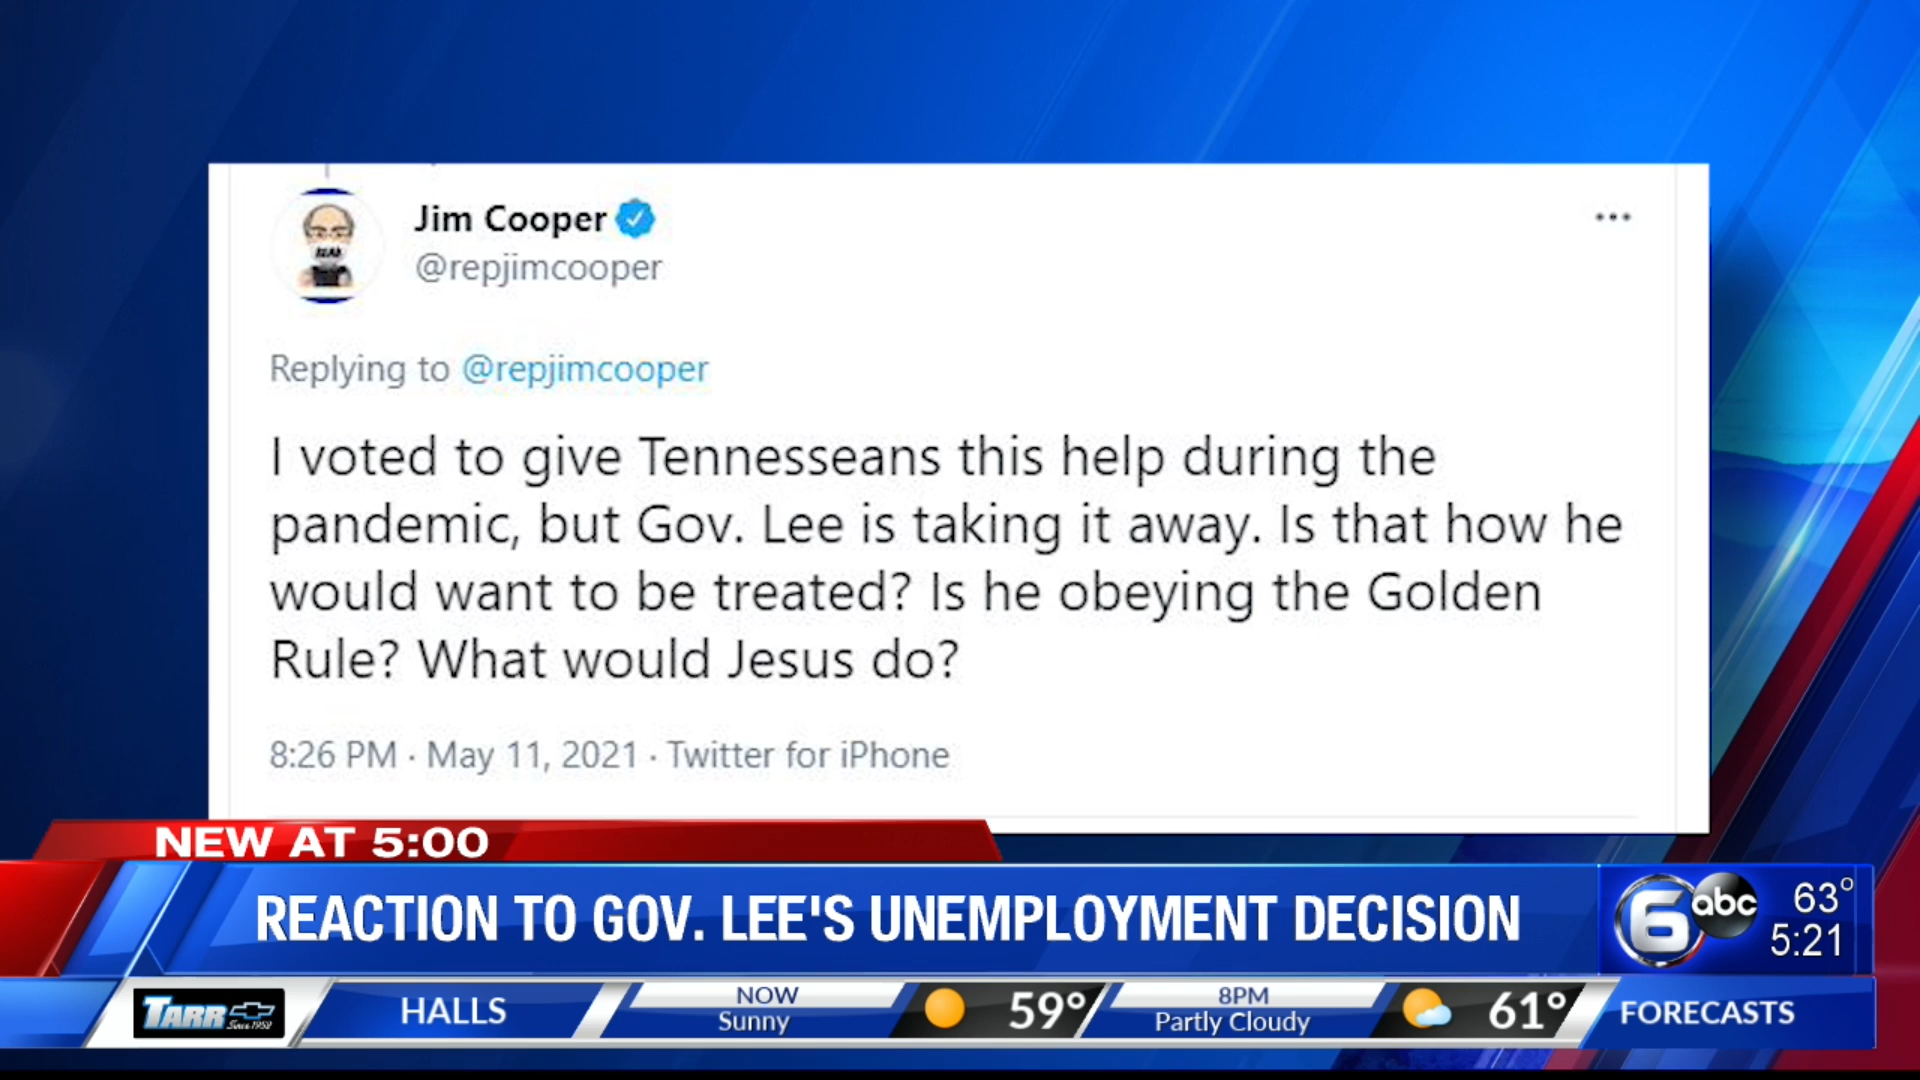 Jim Cooper
@repjimcooper
Replying to @repjimcooper
I voted to give Tennesseans this help during the
pandemic, but Gov. Lee is taking it away. Is that how he
would want to be treated? Is he obeying the Golden
Rule? What would Jesus do?
8:26 PM · May 11, 2021 · Twitter for iPhone
NEW AT 5:00
REACTION TO GOV. LEE'S UNEMPLOYMENT DECISION
6 abc
63°
5:21
TARR
Since 1952
HALLS
NOW
Sunny
59°
8PM
Partly Cloudy
61°
FORECASTS